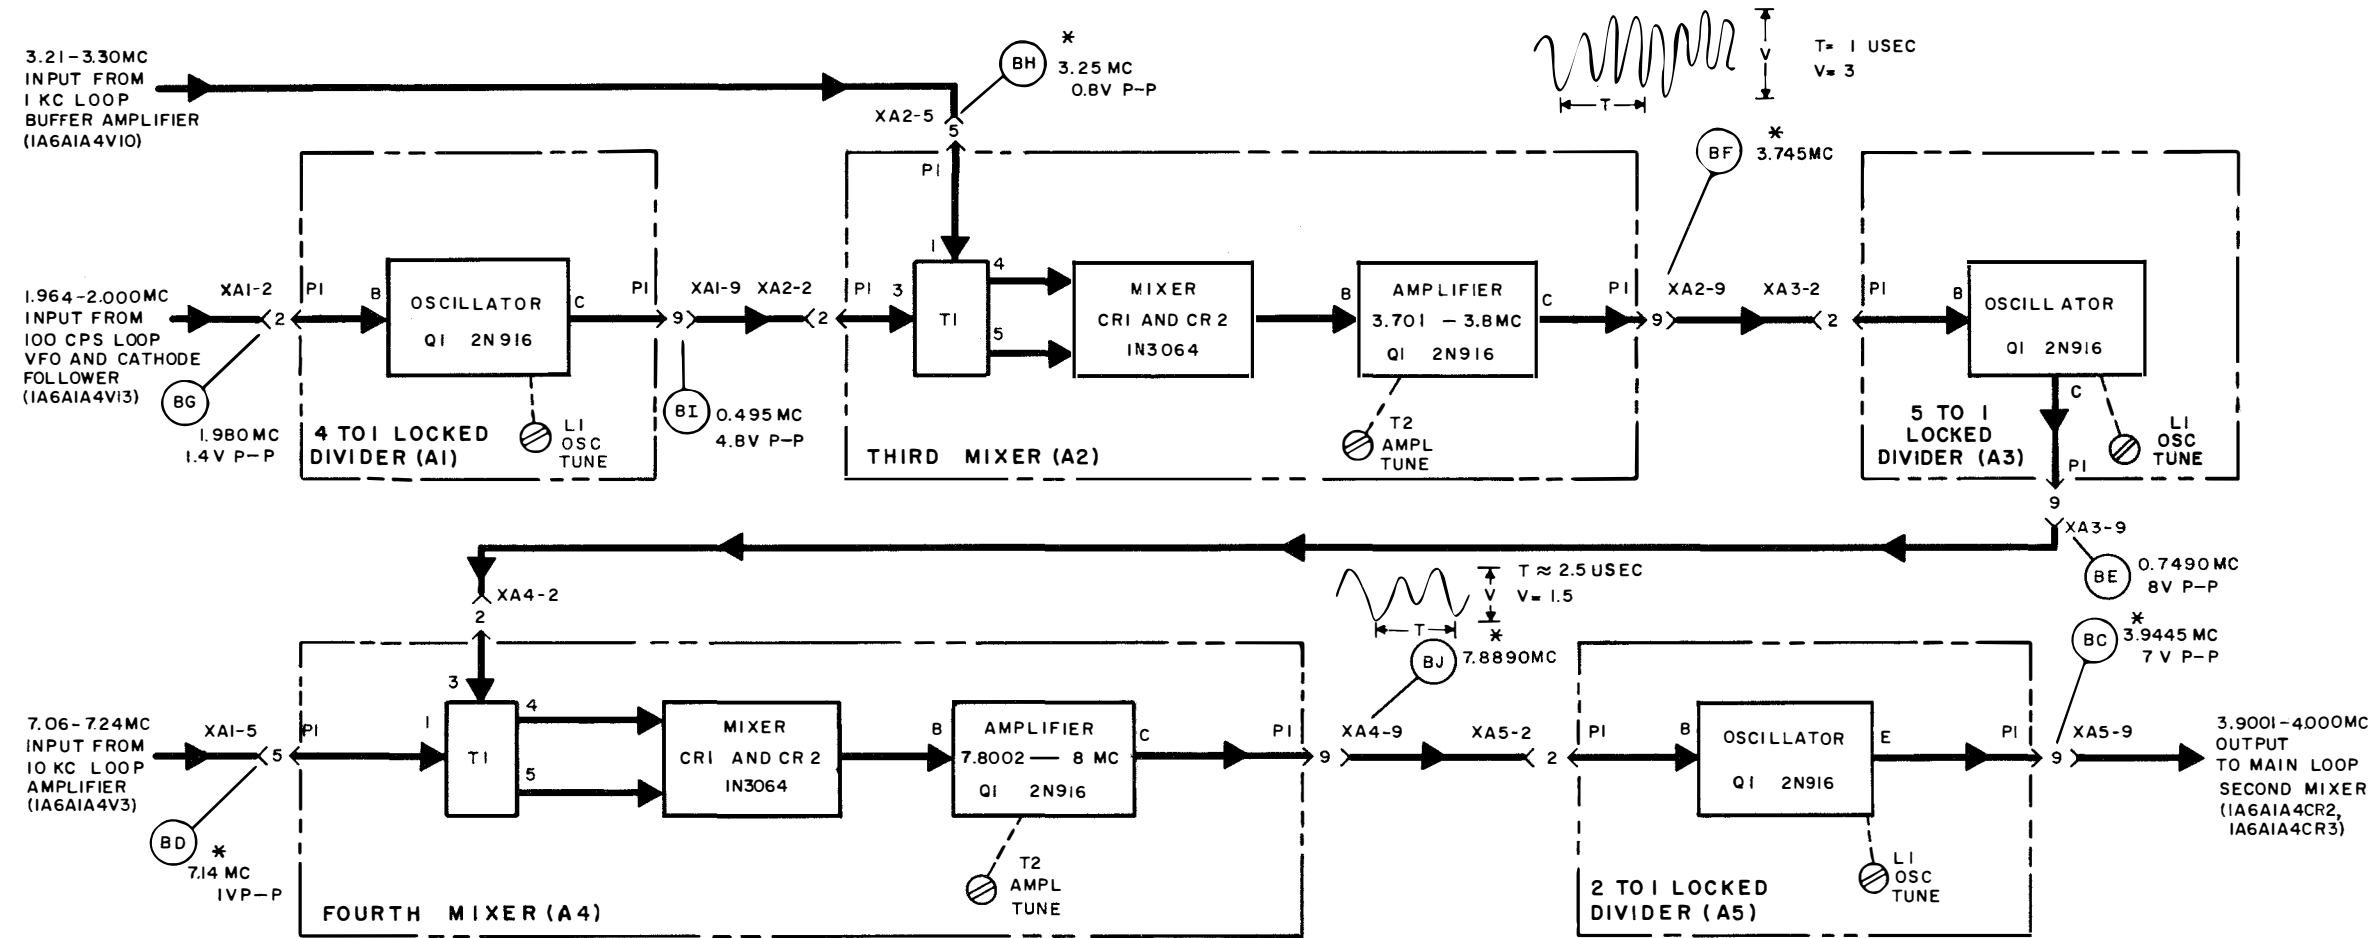 3.21-3.30MC
INPUT FROM
1 KC LOOP
BUFFER AMPLIFIER
(1A6A1A4V10)
XA2-5
5
P1
BH
*
3.25 MC
0.8V P-P
T
V
T= 1 USEC
V= 3
BF
*
3.745MC
1.964-2.000MC
INPUT FROM
100 CPS LOOP
VFO AND CATHODE
FOLLOWER
(1A6A1A4V13)
XA1-2
2
P1
BG
1.980MC
1.4V P-P
B
OSCILLATOR
Q1 2N916
C
L1
OSC
TUNE
4 TO 1 LOCKED
DIVIDER (A1)
P1
9
XA1-9
XA2-2
2
BI
0.495 MC
4.8V P-P
P1
3
1
T1
4
5
MIXER
CR1 AND CR2
1N3064
B
AMPLIFIER
3.701 - 3.8MC
Q1 2N916
C
T2
AMPL
TUNE
THIRD MIXER (A2)
P1
9
XA2-9
XA3-2
2
P1
B
OSCILLATOR
Q1 2N916
C
L1
OSC
TUNE
5 TO 1
LOCKED
DIVIDER (A3)
P1
9
XA3-9
BE
0.7490 MC
8V P-P
XA4-2
2
T
V
T ≈ 2.5 USEC
V= 1.5
*
BJ
7.8890MC
*
BC
3.9445 MC
7 V P-P
7.06-7.24MC
INPUT FROM
10 KC LOOP
AMPLIFIER
(1A6A1A4V3)
XA1-5
5
P1
BD
*
7.14 MC
1VP-P
3
1
T1
4
5
MIXER
CR1 AND CR2
1N3064
B
AMPLIFIER
7.8002 — 8 MC
Q1 2N916
C
T2
AMPL
TUNE
FOURTH MIXER (A4)
P1
9
XA4-9
XA5-2
2
P1
B
OSCILLATOR
Q1 2N916
E
L1
OSC
TUNE
2 TO 1 LOCKED
DIVIDER (A5)
P1
9
XA5-9
3.9001-4.000MC
OUTPUT
TO MAIN LOOP
SECOND MIXER
(1A6A1A4CR2,
1A6A1A4CR3)